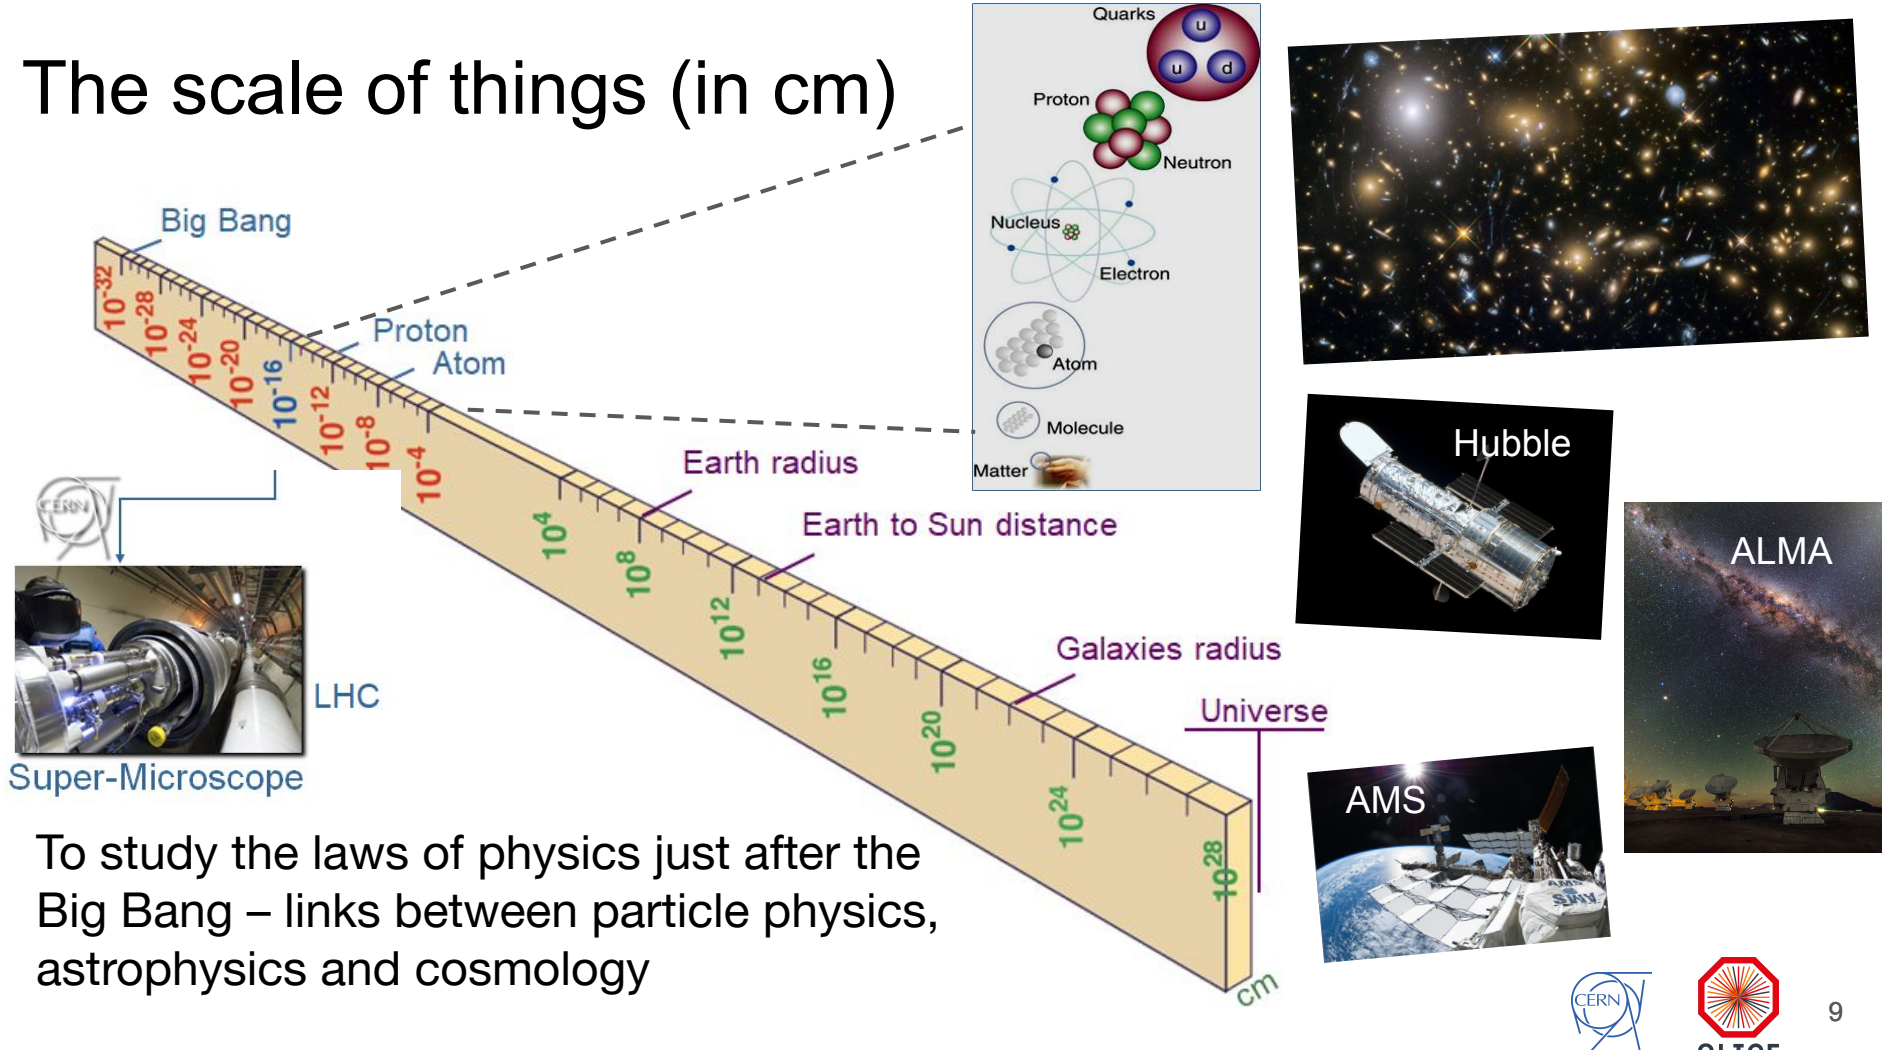 The scale of things (in cm)
Big Bang
Proton
Atom
10-32
10-28
10-24
10-20
10-16
10-12
10-8
10-4
10⁴
10⁸
10¹²
10¹⁶
10²⁰
10²⁴
10²⁸
cm
Earth radius
Earth to Sun distance
Galaxies radius
Universe
CERN
LHC
Super-Microscope
Quarks
u
u
d
Proton
Neutron
Nucleus
Electron
Atom
Molecule
Matter
Hubble
ALMA
AMS
AMS
To study the laws of physics just after the
Big Bang – links between particle physics,
astrophysics and cosmology
CERN
9